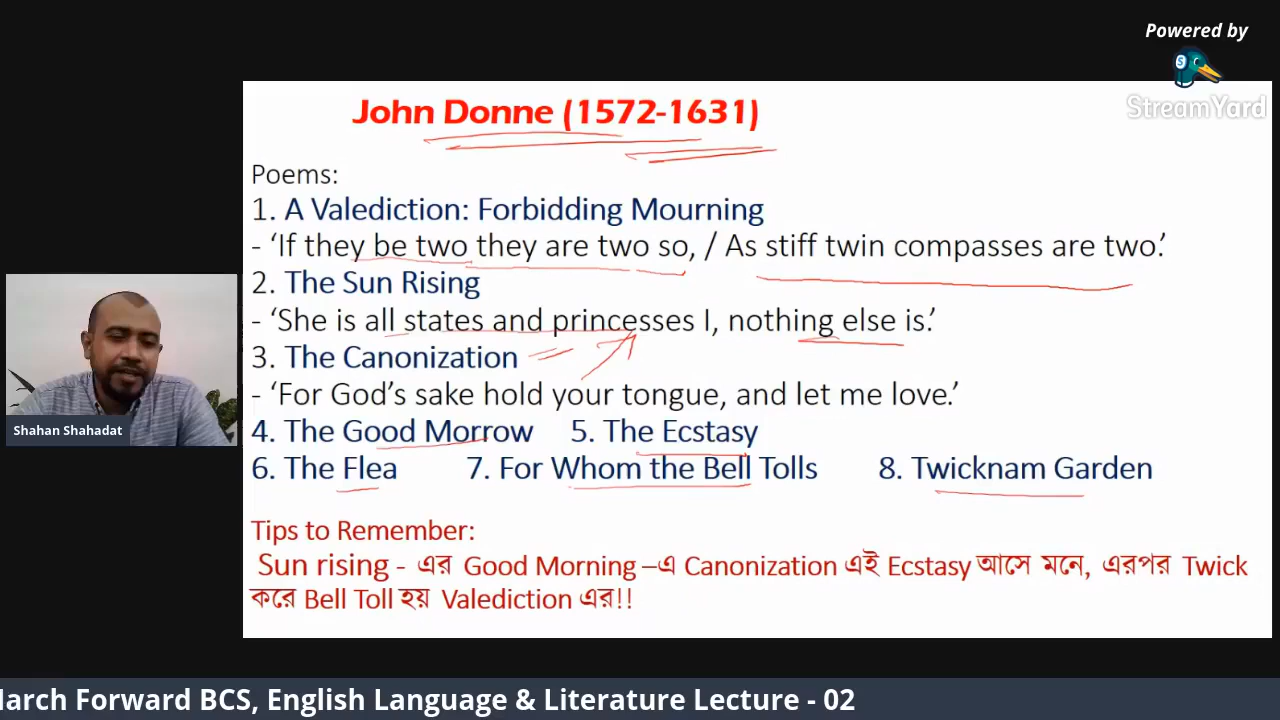 Powered by
StreamYard
John Donne (1572-1631)
Poems:
1. A Valediction: Forbidding Mourning
- ‘If they be two they are two so, / As stiff twin compasses are two.’
2. The Sun Rising
- ‘She is all states and princesses I, nothing else is.’
3. The Canonization
- ‘For God’s sake hold your tongue, and let me love.’
4. The Good Morrow 5. The Ecstasy
6. The Flea 7. For Whom the Bell Tolls 8. Twicknam Garden
Tips to Remember:
Sun rising - এর Good Morning –এ Canonization এই Ecstasy আসে মনে, এরপর Twick
করে Bell Toll হয় Valediction এর!!
Shahan Shahadat
March Forward BCS, English Language & Literature Lecture - 02